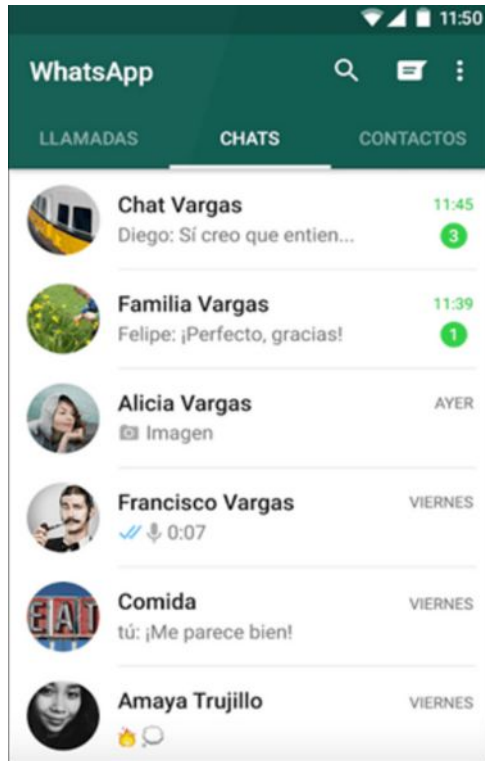 11:50
WhatsApp
LLAMADAS CHATS CONTACTOS
Chat Vargas 11:45
Diego: Sí creo que entien... 3
Familia Vargas 11:39
Felipe: ¡Perfecto, gracias! 1
Alicia Vargas AYER
Imagen
Francisco Vargas VIERNES
0:07
EAT
Comida VIERNES
tú: ¡Me parece bien!
Amaya Trujillo VIERNES
🔥💭